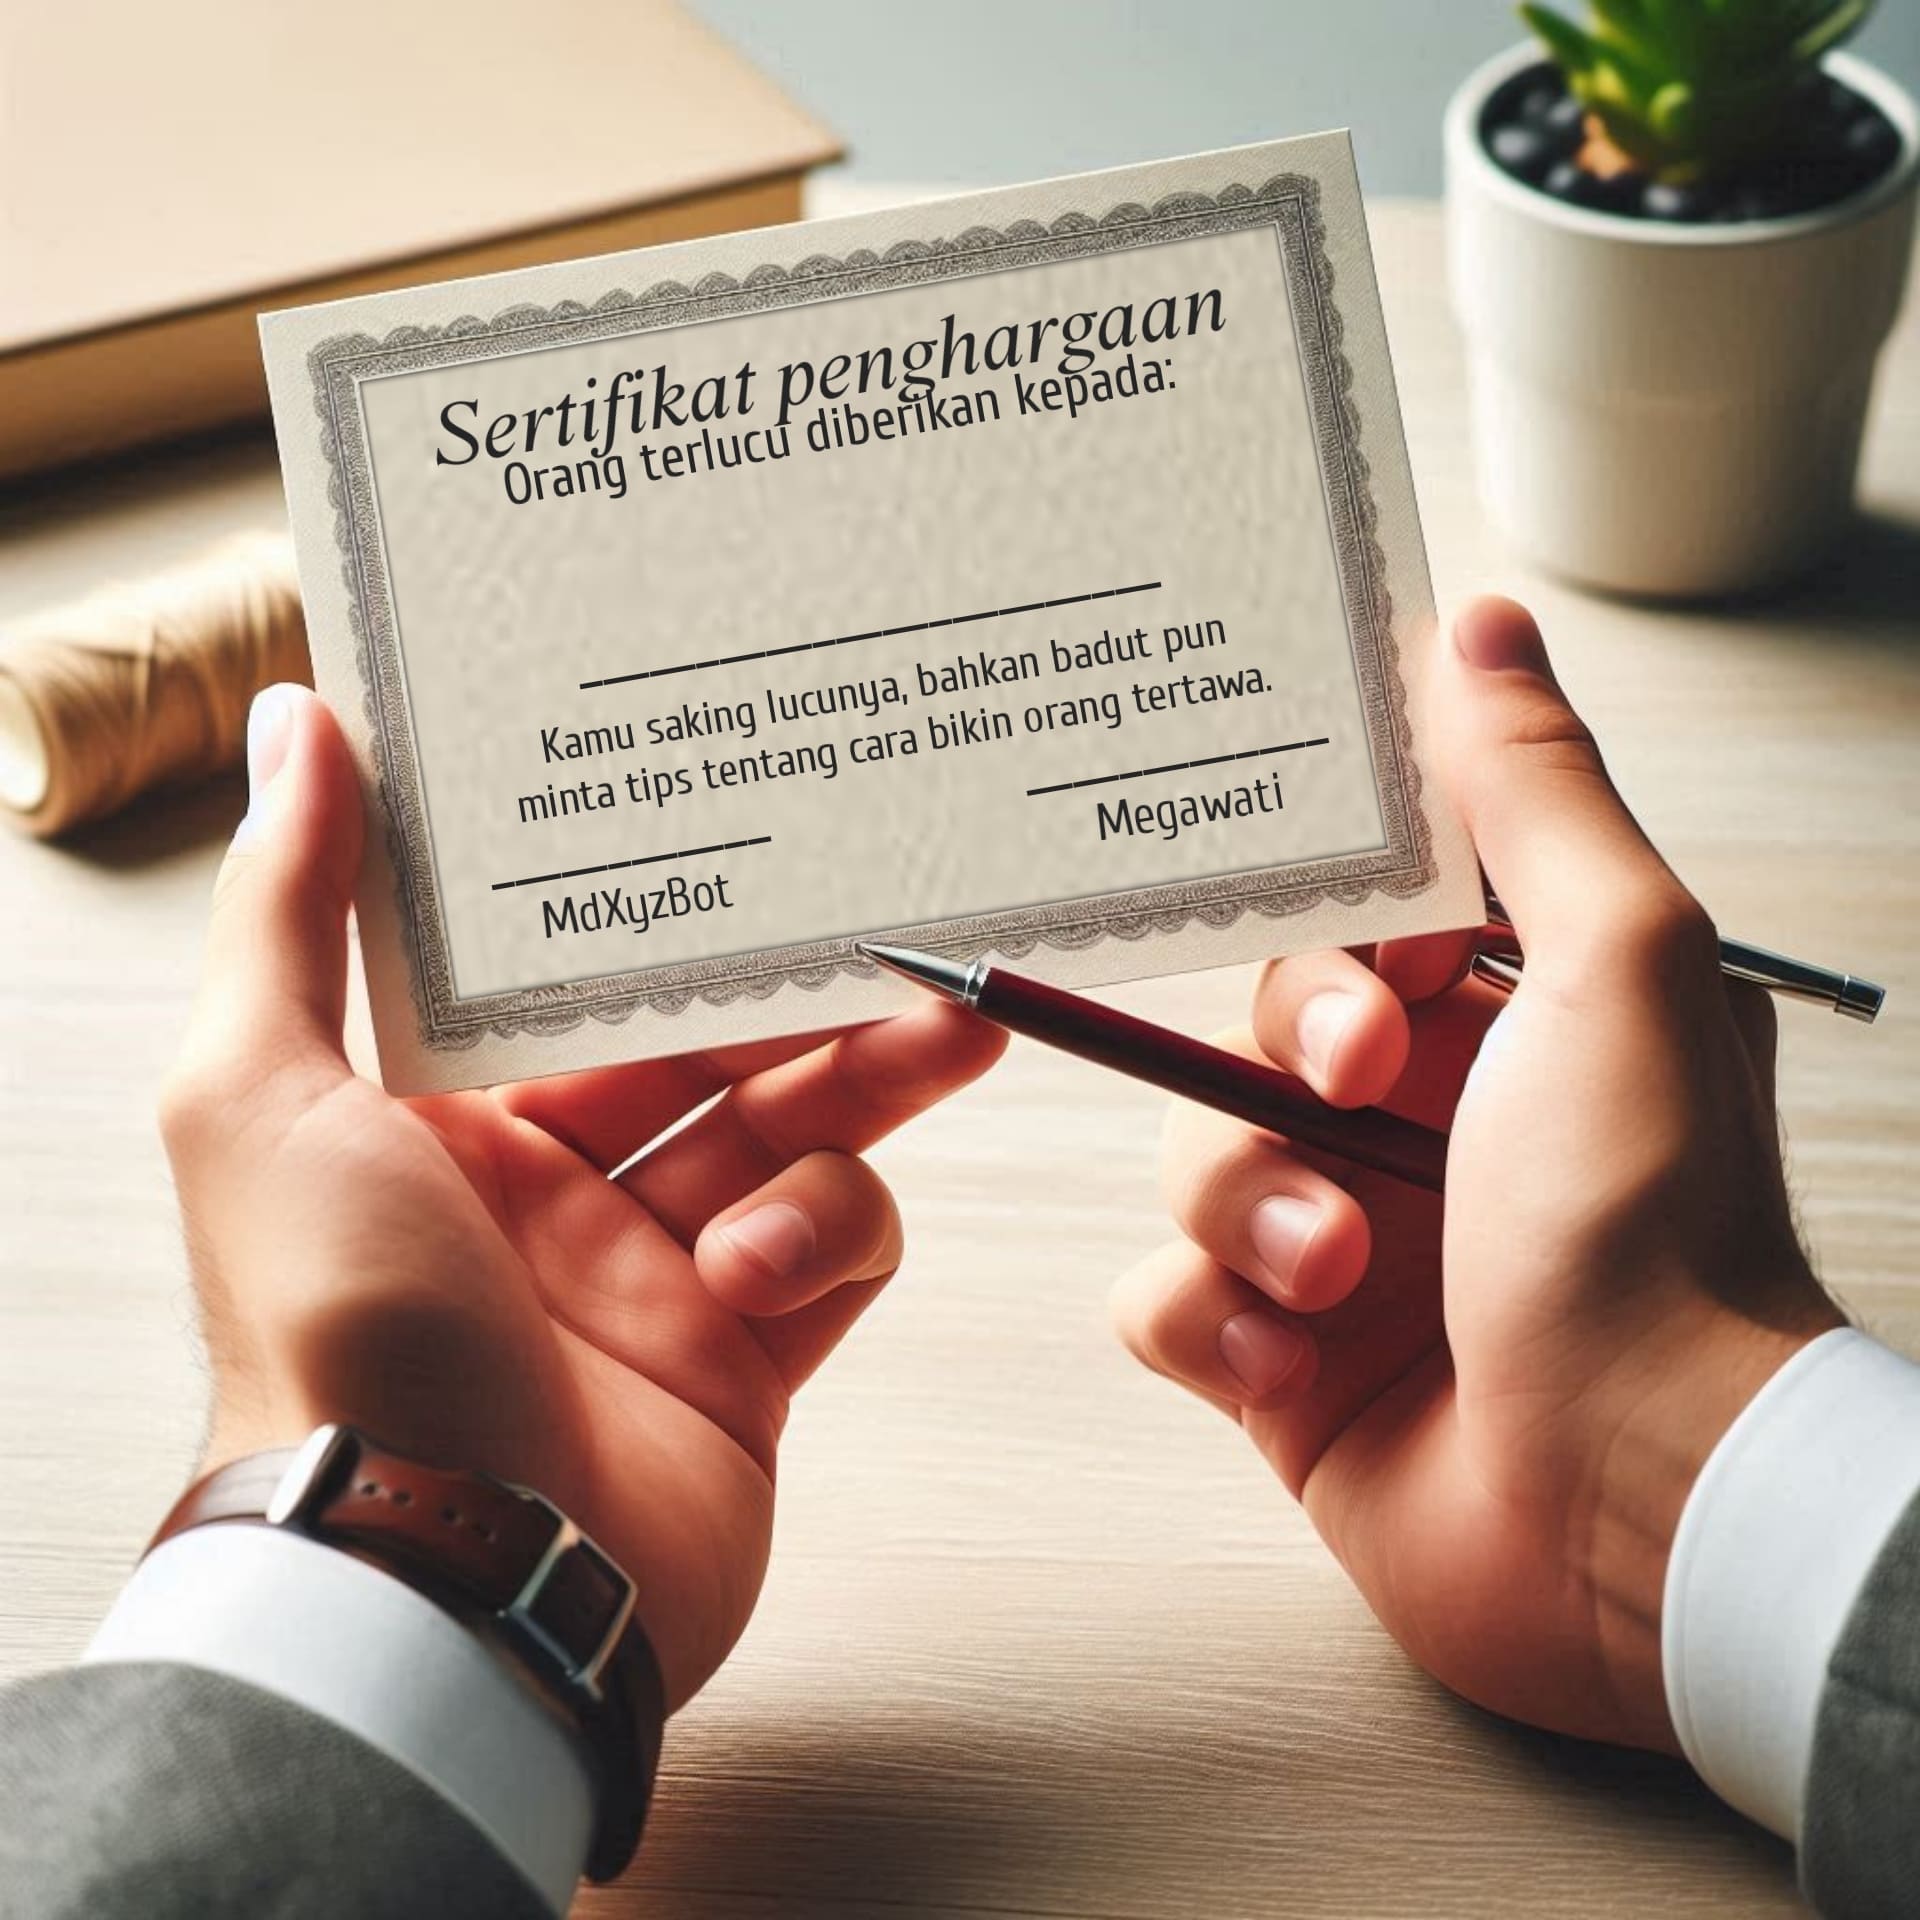 Sertifikat penghargaan
Orang terlucu diberikan kepada:
Kamu saking lucunya, bahkan badut pun
minta tips tentang cara bikin orang tertawa.
Megawati
MdXyzBot